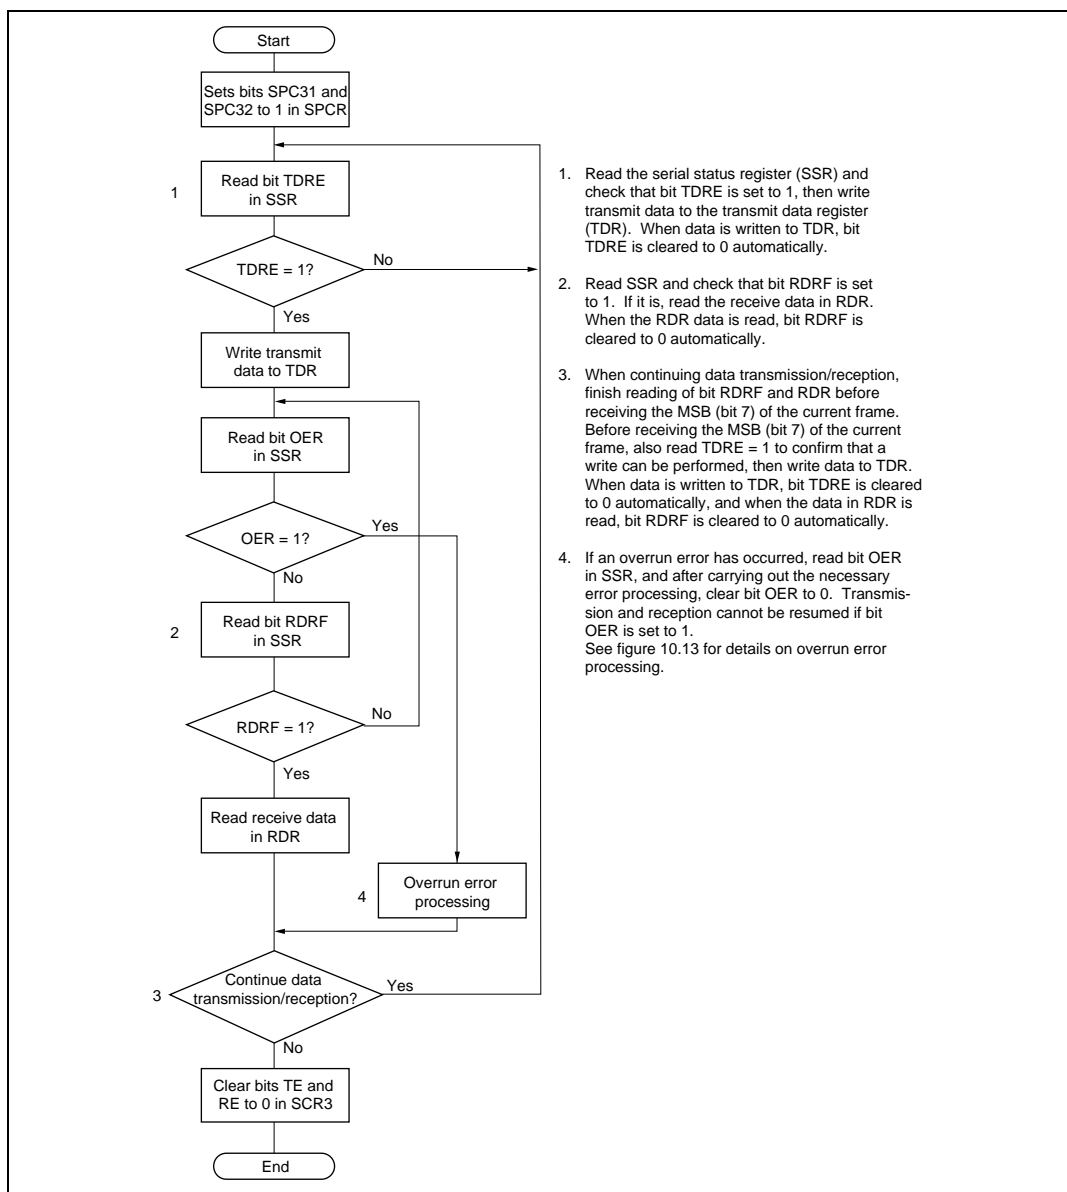 Start
Sets bits SPC31 and
SPC32 to 1 in SPCR
1
Read bit TDRE
in SSR
TDRE = 1?
No
Yes
Write transmit
data to TDR
Read bit OER
in SSR
OER = 1?
Yes
No
2
Read bit RDRF
in SSR
RDRF = 1?
No
Yes
Read receive data
in RDR
4
Overrun error
processing
3
Continue data
transmission/reception?
Yes
No
Clear bits TE and
RE to 0 in SCR3
End
1. Read the serial status register (SSR) and
check that bit TDRE is set to 1, then write
transmit data to the transmit data register
(TDR). When data is written to TDR, bit
TDRE is cleared to 0 automatically.
2. Read SSR and check that bit RDRF is set
to 1. If it is, read the receive data in RDR.
When the RDR data is read, bit RDRF is
cleared to 0 automatically.
3. When continuing data transmission/reception,
finish reading of bit RDRF and RDR before
receiving the MSB (bit 7) of the current frame.
Before receiving the MSB (bit 7) of the current
frame, also read TDRE = 1 to confirm that a
write can be performed, then write data to TDR.
When data is written to TDR, bit TDRE is cleared
to 0 automatically, and when the data in RDR is
read, bit RDRF is cleared to 0 automatically.
4. If an overrun error has occurred, read bit OER
in SSR, and after carrying out the necessary
error processing, clear bit OER to 0. Transmis-
sion and reception cannot be resumed if bit
OER is set to 1.
See figure 10.13 for details on overrun error
processing.